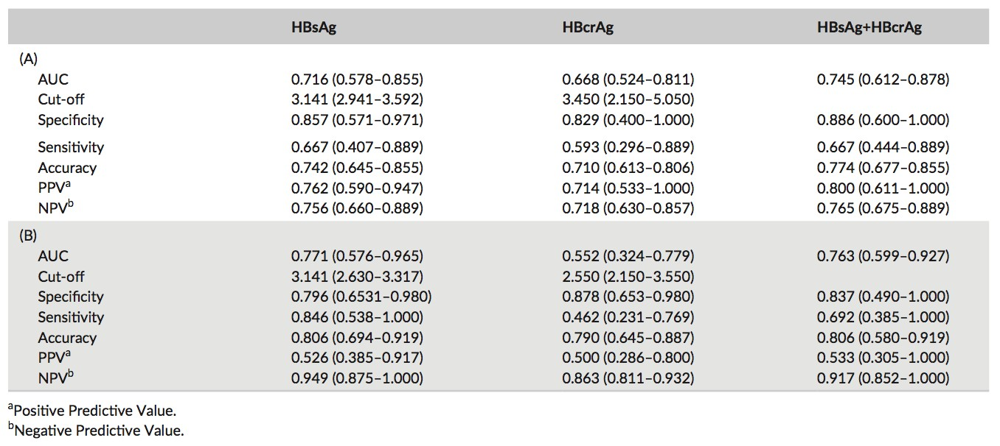 HBsAg HBcrAg HBsAg+HBcrAg
(A)
AUC 0.716 (0.578–0.855) 0.668 (0.524–0.811) 0.745 (0.612–0.878)
Cut-off 3.141 (2.941–3.592) 3.450 (2.150–5.050)
Specificity 0.857 (0.571–0.971) 0.829 (0.400–1.000) 0.886 (0.600–1.000)
Sensitivity 0.667 (0.407–0.889) 0.593 (0.296–0.889) 0.667 (0.444–0.889)
Accuracy 0.742 (0.645–0.855) 0.710 (0.613–0.806) 0.774 (0.677–0.855)
PPVa 0.762 (0.590–0.947) 0.714 (0.533–1.000) 0.800 (0.611–1.000)
NPVb 0.756 (0.660–0.889) 0.718 (0.630–0.857) 0.765 (0.675–0.889)
(B)
AUC 0.771 (0.576–0.965) 0.552 (0.324–0.779) 0.763 (0.599–0.927)
Cut-off 3.141 (2.630–3.317) 2.550 (2.150–3.550)
Specificity 0.796 (0.6531–0.980) 0.878 (0.653–0.980) 0.837 (0.490–1.000)
Sensitivity 0.846 (0.538–1.000) 0.462 (0.231–0.769) 0.692 (0.385–1.000)
Accuracy 0.806 (0.694–0.919) 0.790 (0.645–0.887) 0.806 (0.580–0.919)
PPVa 0.526 (0.385–0.917) 0.500 (0.286–0.800) 0.533 (0.305–1.000)
NPVb 0.949 (0.875–1.000) 0.863 (0.811–0.932) 0.917 (0.852–1.000)
aPositive Predictive Value.
bNegative Predictive Value.